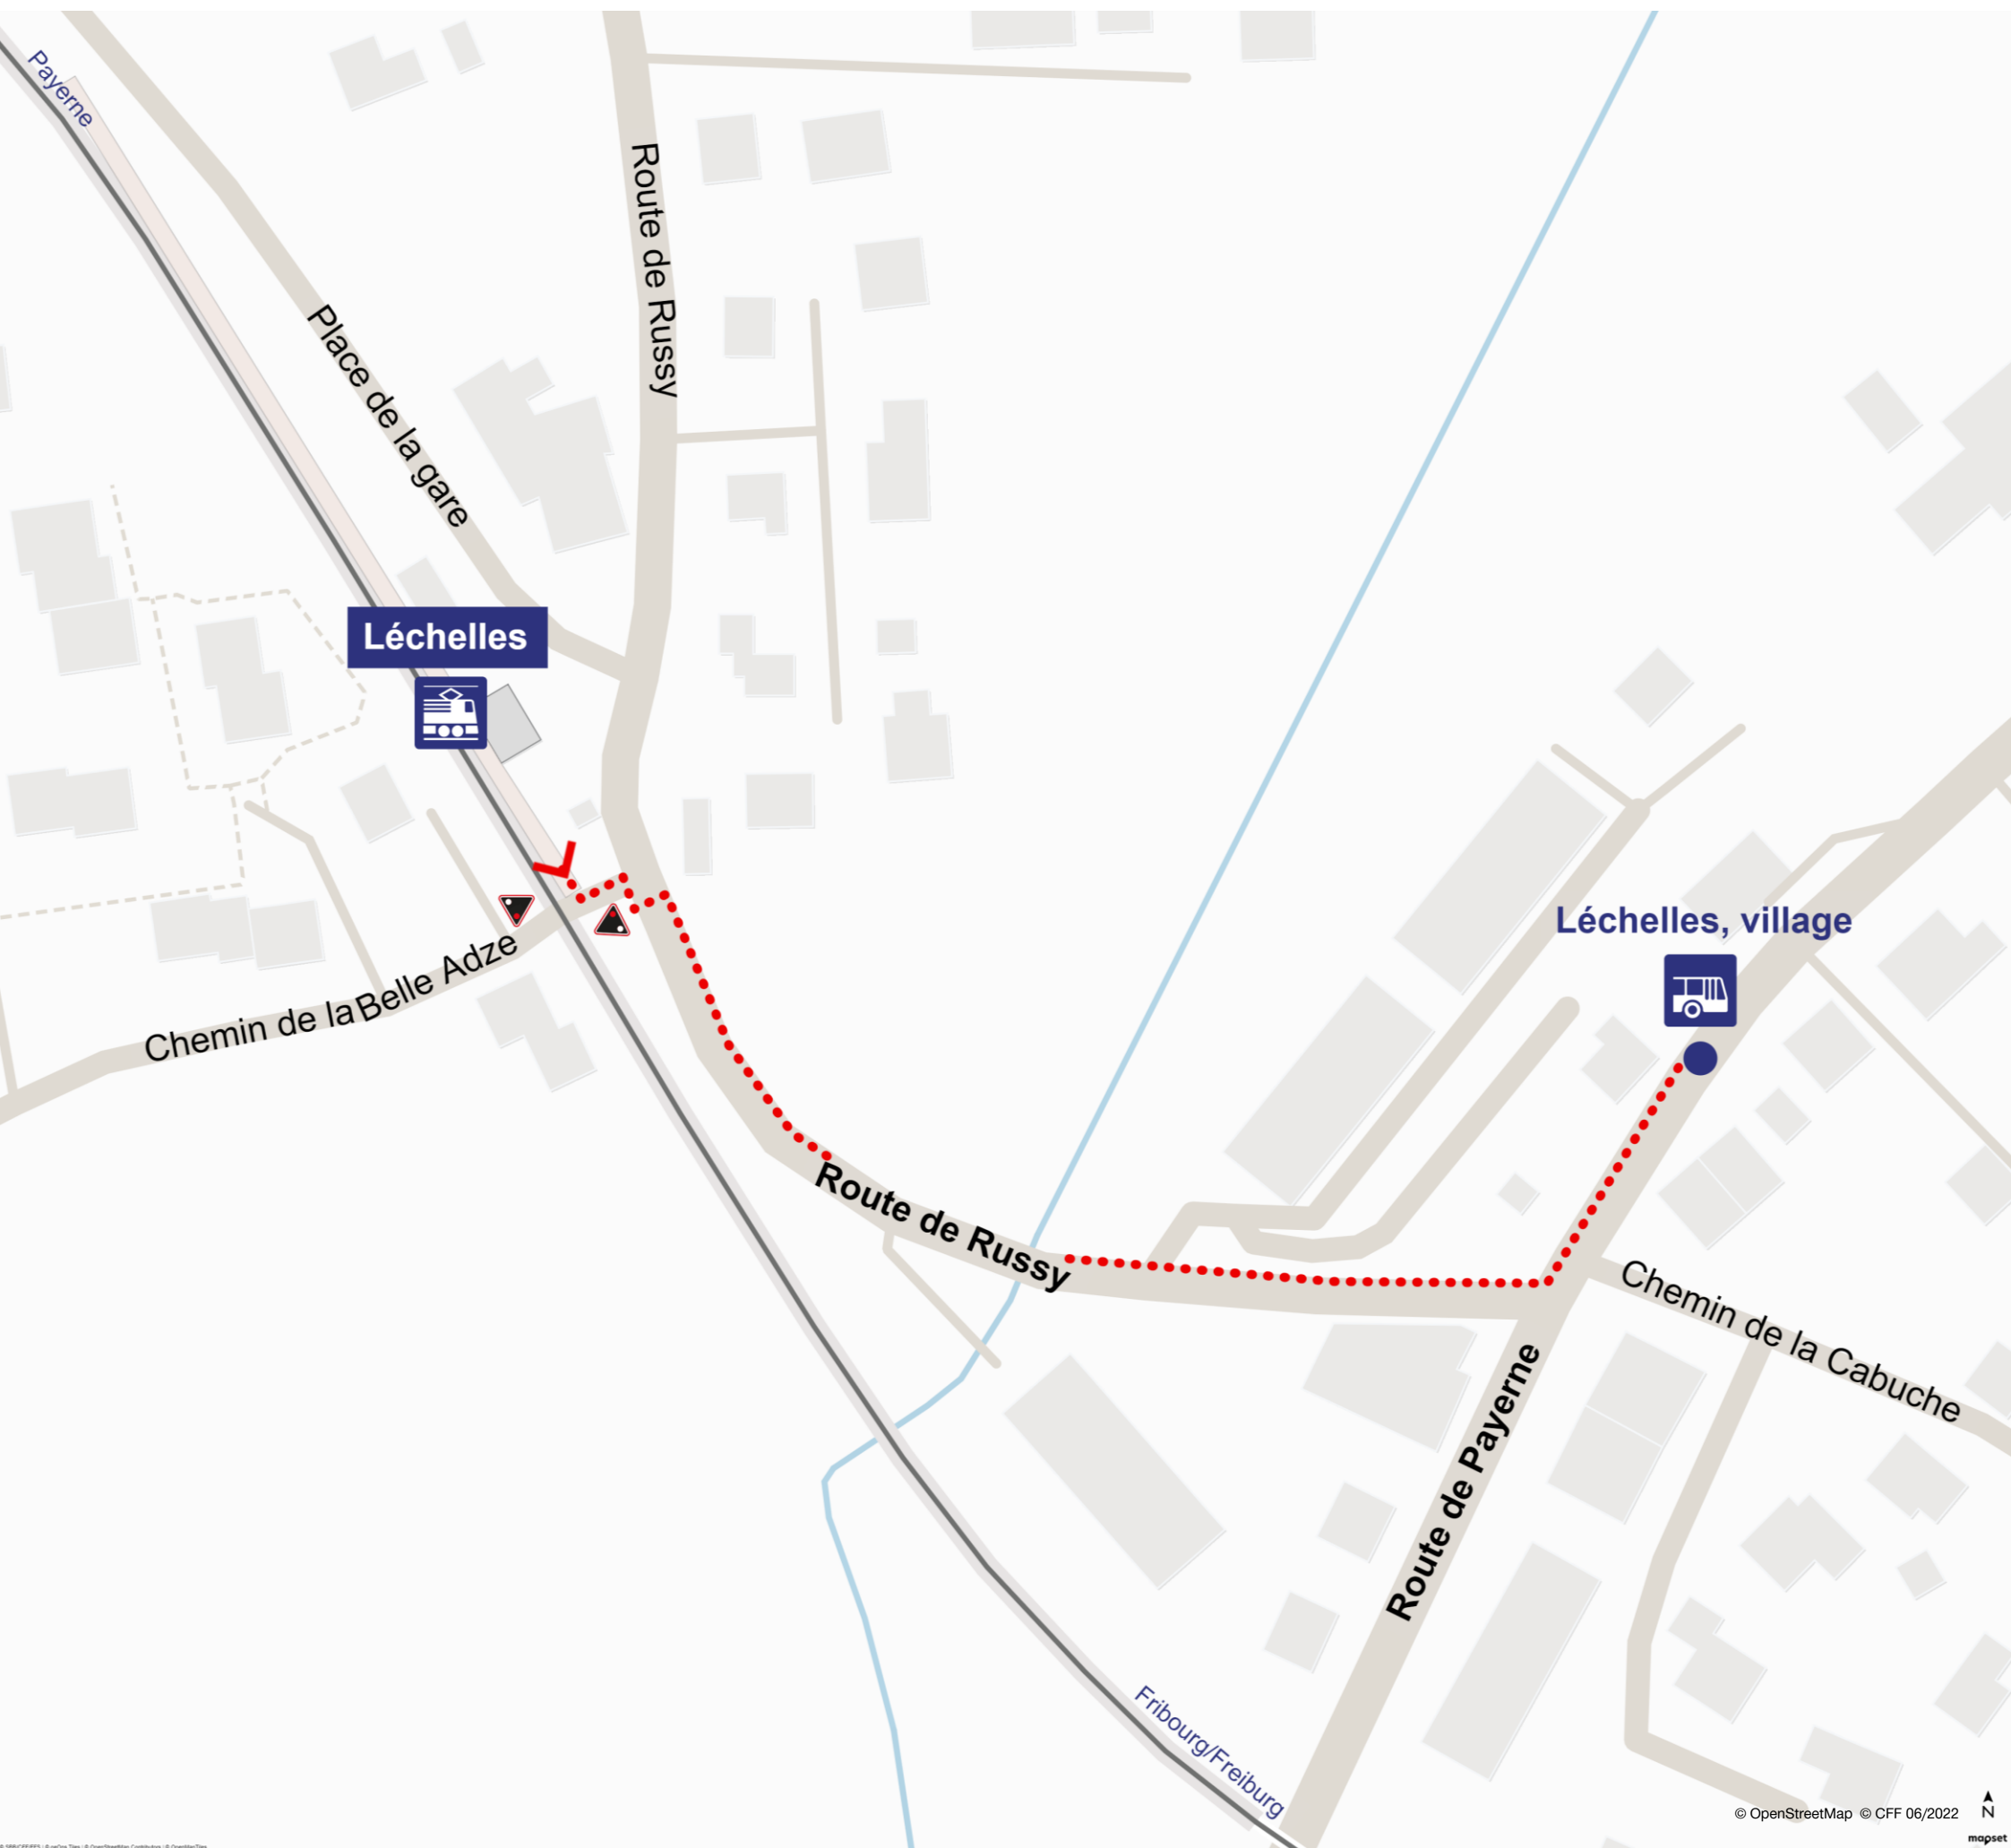 Payerne
Route de Russy
Place de la gare
Léchelles
Léchelles, village
Chemin de la Belle Adze
Route de Russy
Chemin de la Cabuche
Route de Payerne
Fribourg/Freiburg
© OpenStreetMap © CFF 06/2022
N
mapset